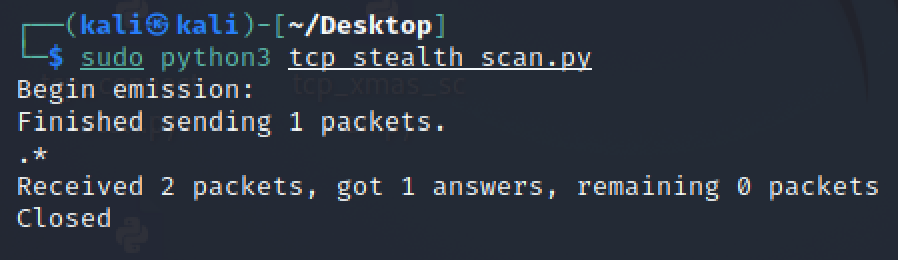 ┌──(kali㉿kali)-[~/Desktop]
└─$ sudo python3 tcp_stealth_scan.py
Begin emission:
Finished sending 1 packets.
.*
Received 2 packets, got 1 answers, remaining 0 packets
Closed